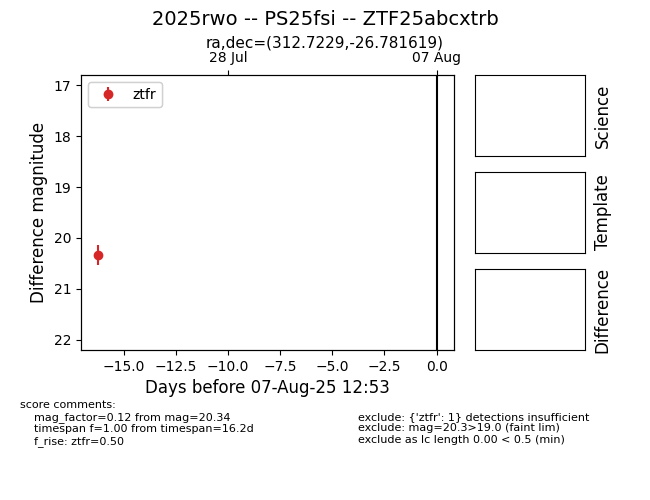 2025rwo -- PS25fsi -- ZTF25abcxtrb
ra,dec=(312.7229,-26.781619)
28 Jul
07 Aug
17
18
19
20
21
22
ztfr
Difference magnitude
−15.0
−12.5
−10.0
−7.5
−5.0
−2.5
0.0
Days before 07-Aug-25 12:53
Science
Template
Difference
score comments:
mag_factor=0.12 from mag=20.34
timespan f=1.00 from timespan=16.2d
f_rise: ztfr=0.50
exclude: {'ztfr': 1} detections insufficient
exclude: mag=20.3>19.0 (faint lim)
exclude as lc length 0.00 < 0.5 (min)